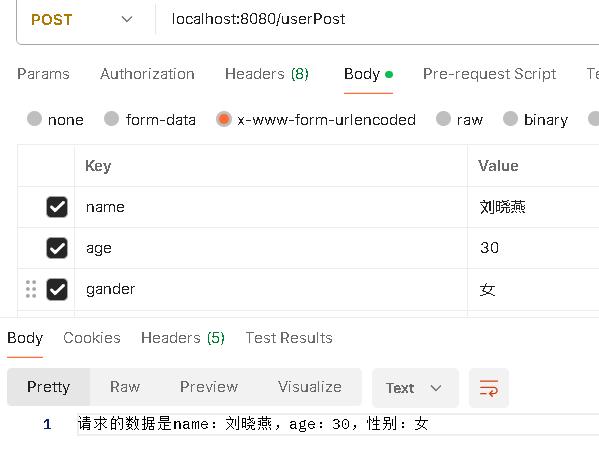 POST localhost:8080/userPost
Params Authorization Headers (8) Body Pre-request Script Te
none form-data x-www-form-urlencoded raw binary
Key Value
name 刘晓燕
age 30
gander 女
Body Cookies Headers (5) Test Results
Pretty Raw Preview Visualize Text
1 请求的数据是name：刘晓燕，age：30，性别：女